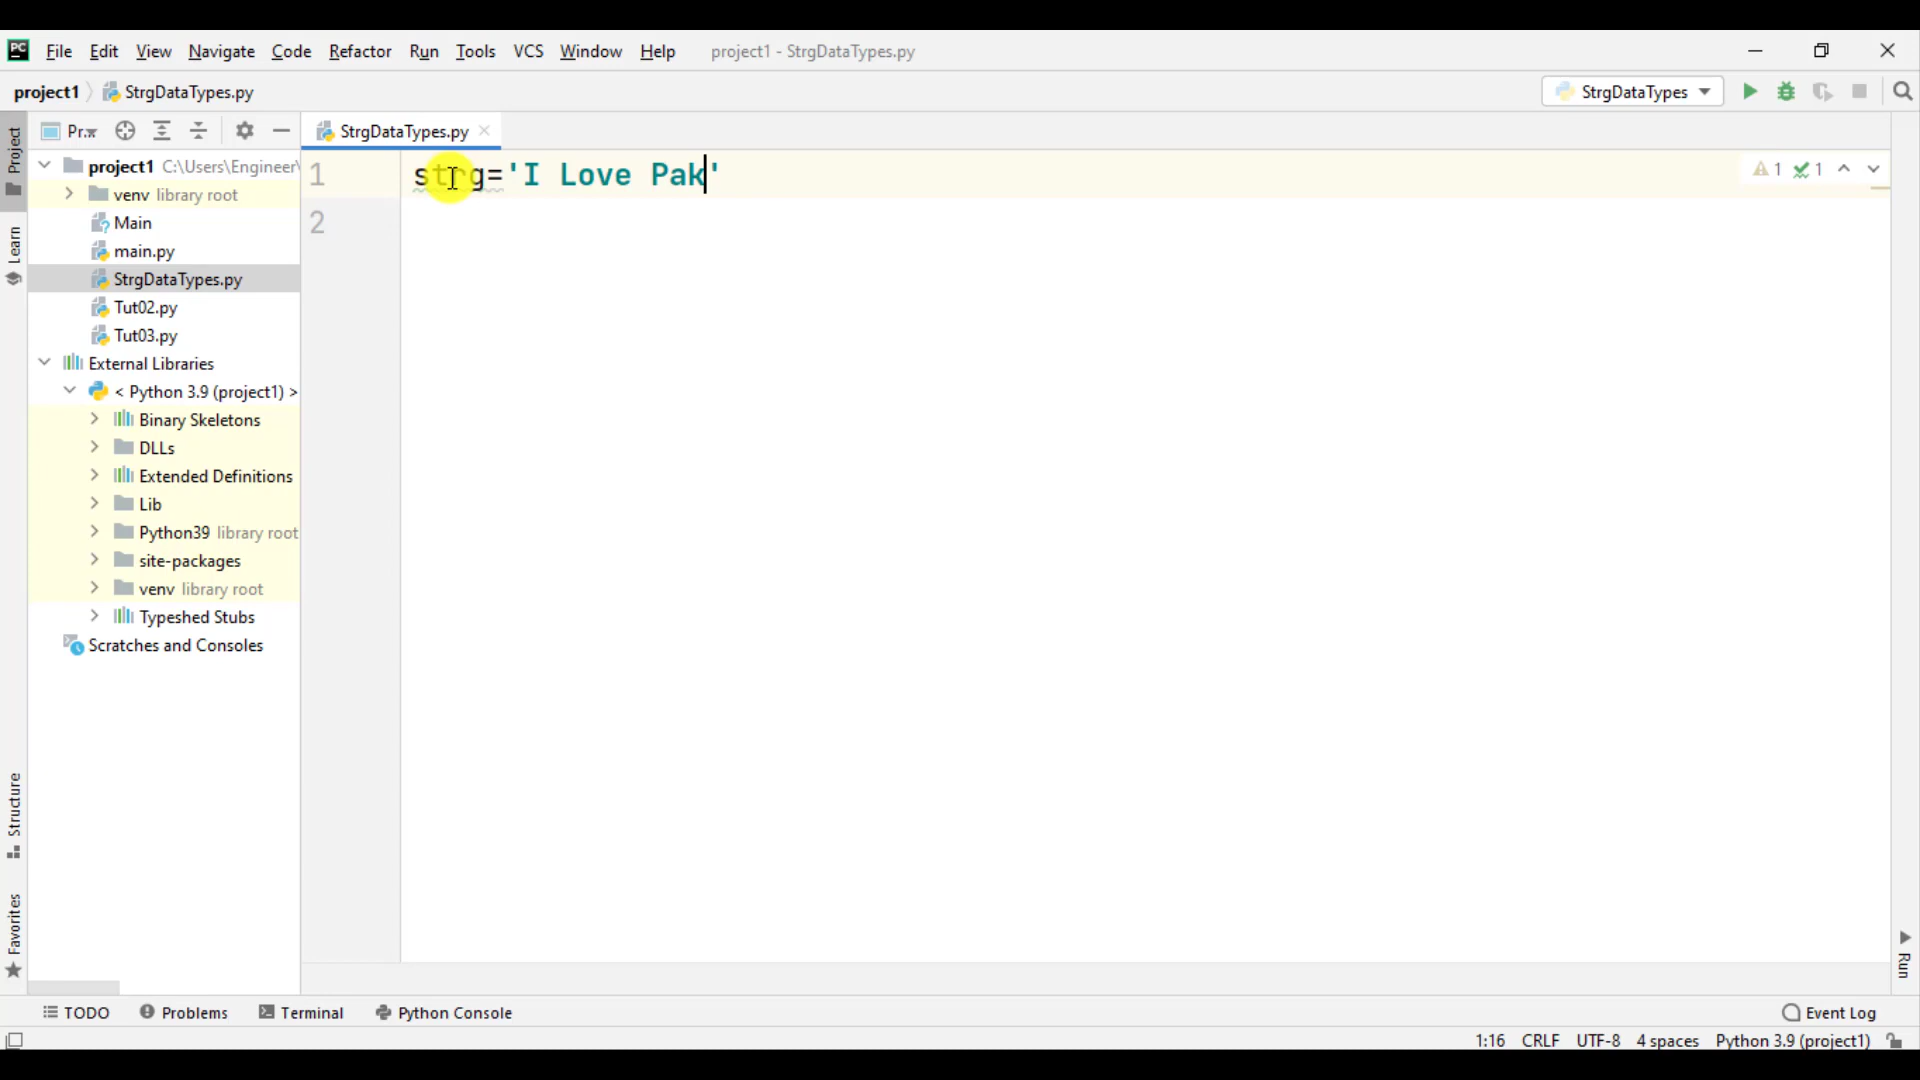 PC File Edit View Navigate Code Refactor Run Tools VCS Window Help project1 - StrgDataTypes.py
project1 StrgDataTypes.py StrgDataTypes
Project
Pr.. StrgDataTypes.py
project1 C:\Users\Engineer\
venv library root
Main
main.py
StrgDataTypes.py
Tut02.py
Tut03.py
External Libraries
< Python 3.9 (project1) >
Binary Skeletons
DLLs
Extended Definitions
Lib
Python39 library root
site-packages
venv library root
Typeshed Stubs
Scratches and Consoles
Learn
Structure
Favorites
1 strg='I Love Pak'
2
1 1
Run
TODO Problems Terminal Python Console Event Log
1:16 CRLF UTF-8 4 spaces Python 3.9 (project1)